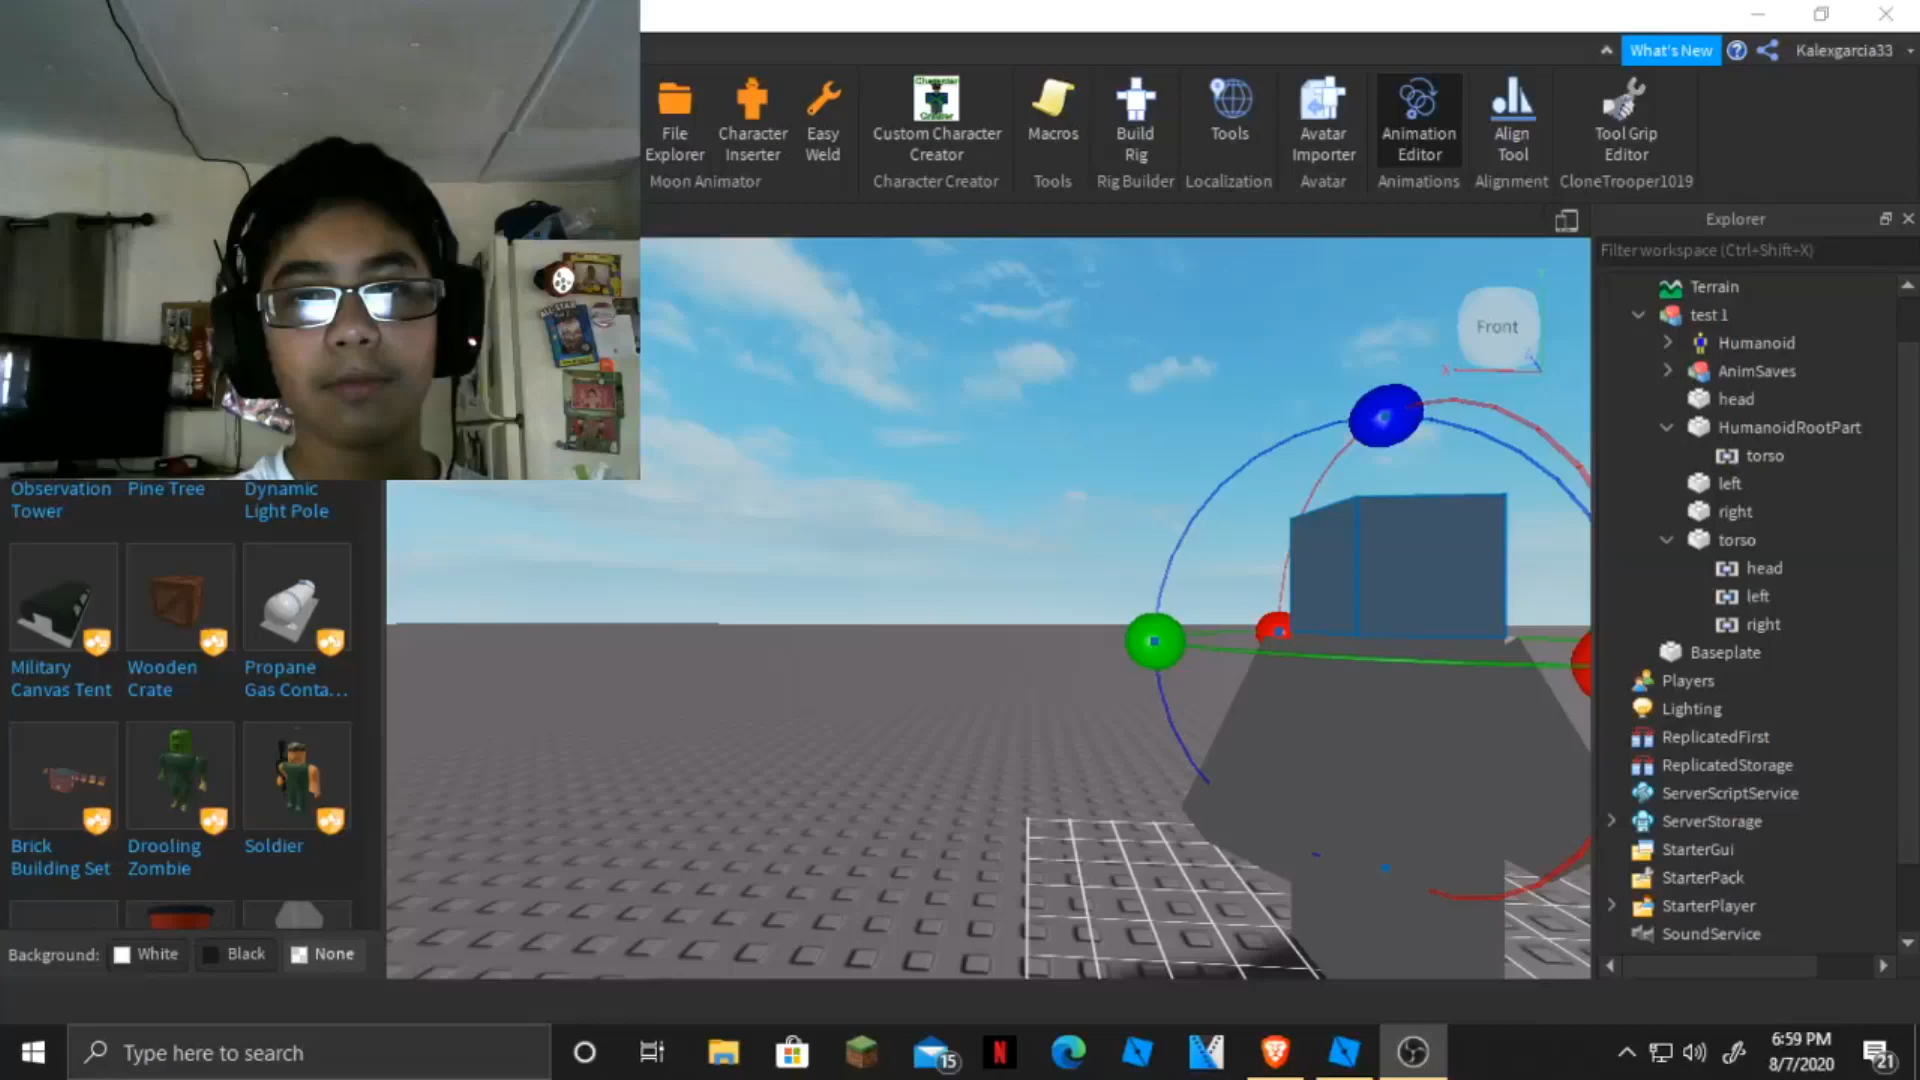 What's New
Kalexgarcia33
File Explorer
Character Inserter
Easy Weld
Custom Character Creator
Macros
Build Rig
Tools
Avatar Importer
Animation Editor
Align Tool
Tool Grip Editor
Moon Animator
Character Creator
Tools
Rig Builder
Localization
Avatar
Animations
Alignment
CloneTrooper1019
Explorer
Filter workspace (Ctrl+Shift+X)
Terrain
test 1
Humanoid
AnimSaves
head
HumanoidRootPart
torso
left
right
torso
head
left
right
Baseplate
Players
Lighting
ReplicatedFirst
ReplicatedStorage
ServerScriptService
ServerStorage
StarterGui
StarterPack
StarterPlayer
SoundService
Front
X
Observation Tower
Pine Tree
Dynamic Light Pole
Military Canvas Tent
Wooden Crate
Propane Gas Conta...
Brick Building Set
Drooling Zombie
Soldier
Background: White Black None
Type here to search
15
N
6:59 PM
8/7/2020
21